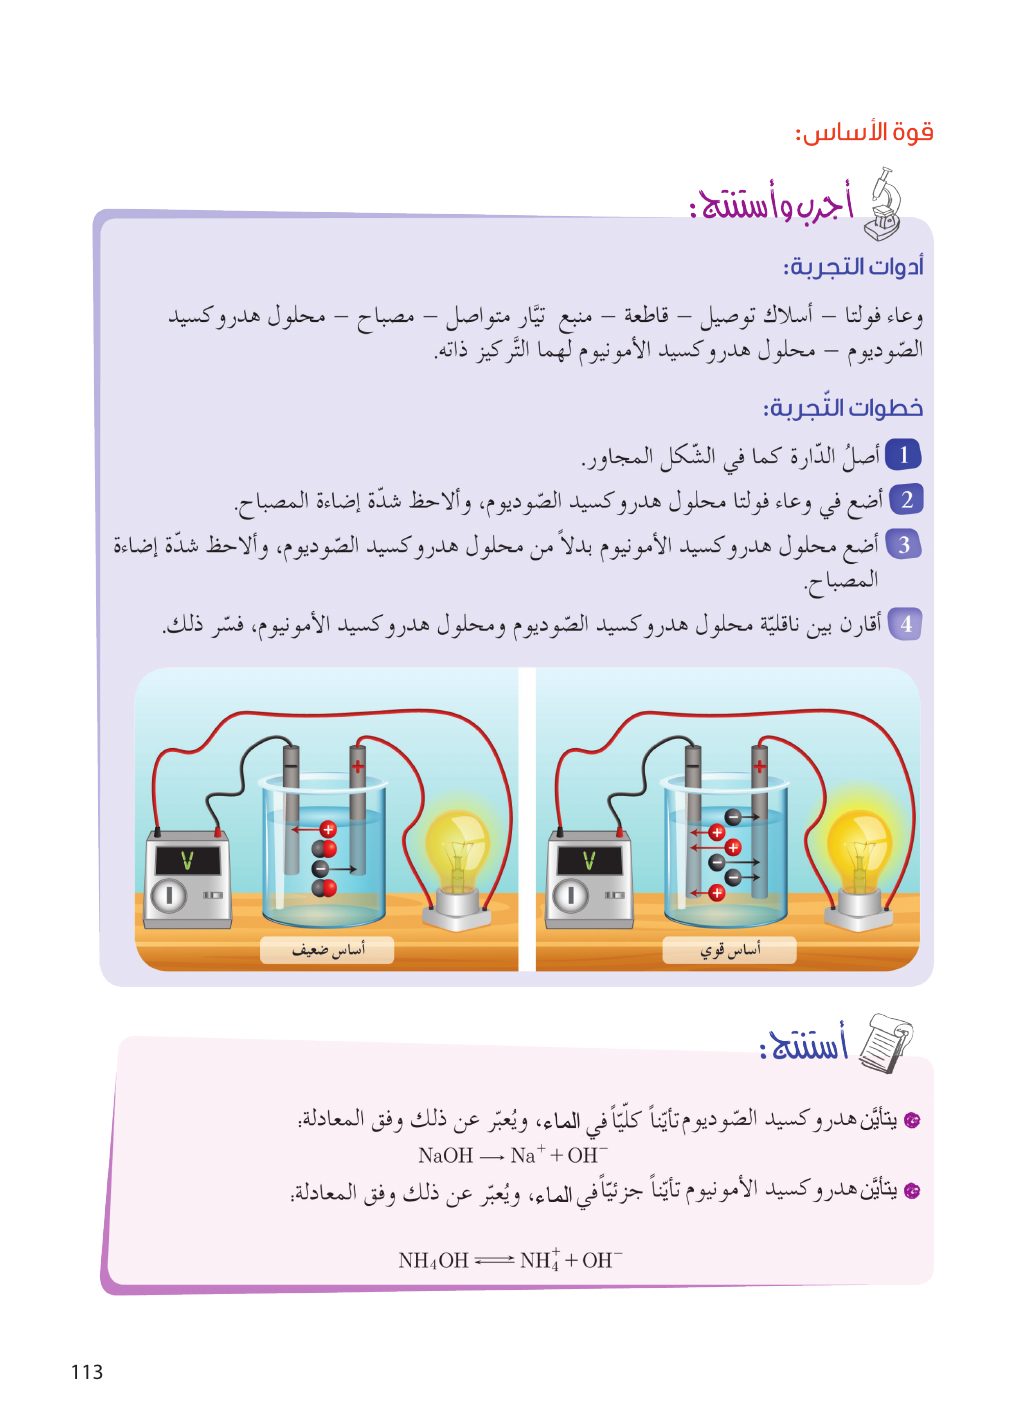 قوة الأساس:
أجرب وأستنتج:
أدوات التجربة:
وعاء فولتا – أسلاك توصيل – قاطعة – منبع تيَّار متواصل – مصباح – محلول هدروكسيد
الصّوديوم – محلول هدروكسيد الأمونيوم لهما التَّركيز ذاته.
خطوات التّجربة:
1 أصلُ الدّارة كما في الشّكل المجاور.
2 أضع في وعاء فولتا محلول هدروكسيد الصّوديوم، وألاحظ شدّة إضاءة المصباح.
3 أضع محلول هدروكسيد الأمونيوم بدلاً من محلول هدروكسيد الصّوديوم، وألاحظ شدّة إضاءة
المصباح.
4 أقارن بين ناقليّة محلول هدروكسيد الصّوديوم ومحلول هدروكسيد الأمونيوم، فسّر ذلك.
أساس قوي
أساس ضعيف
أستنتج:
يتأيَّن هدروكسيد الصّوديوم تأيّناً كلّيّاً في الماء، ويُعبّر عن ذلك وفق المعادلة:
NaOH ⟶ Na⁺ + OH⁻
يتأيَّن هدروكسيد الأمونيوم تأيّناً جزئيّاً في الماء، ويُعبّر عن ذلك وفق المعادلة:
NH₄OH ⇌ NH₄⁺ + OH⁻
113